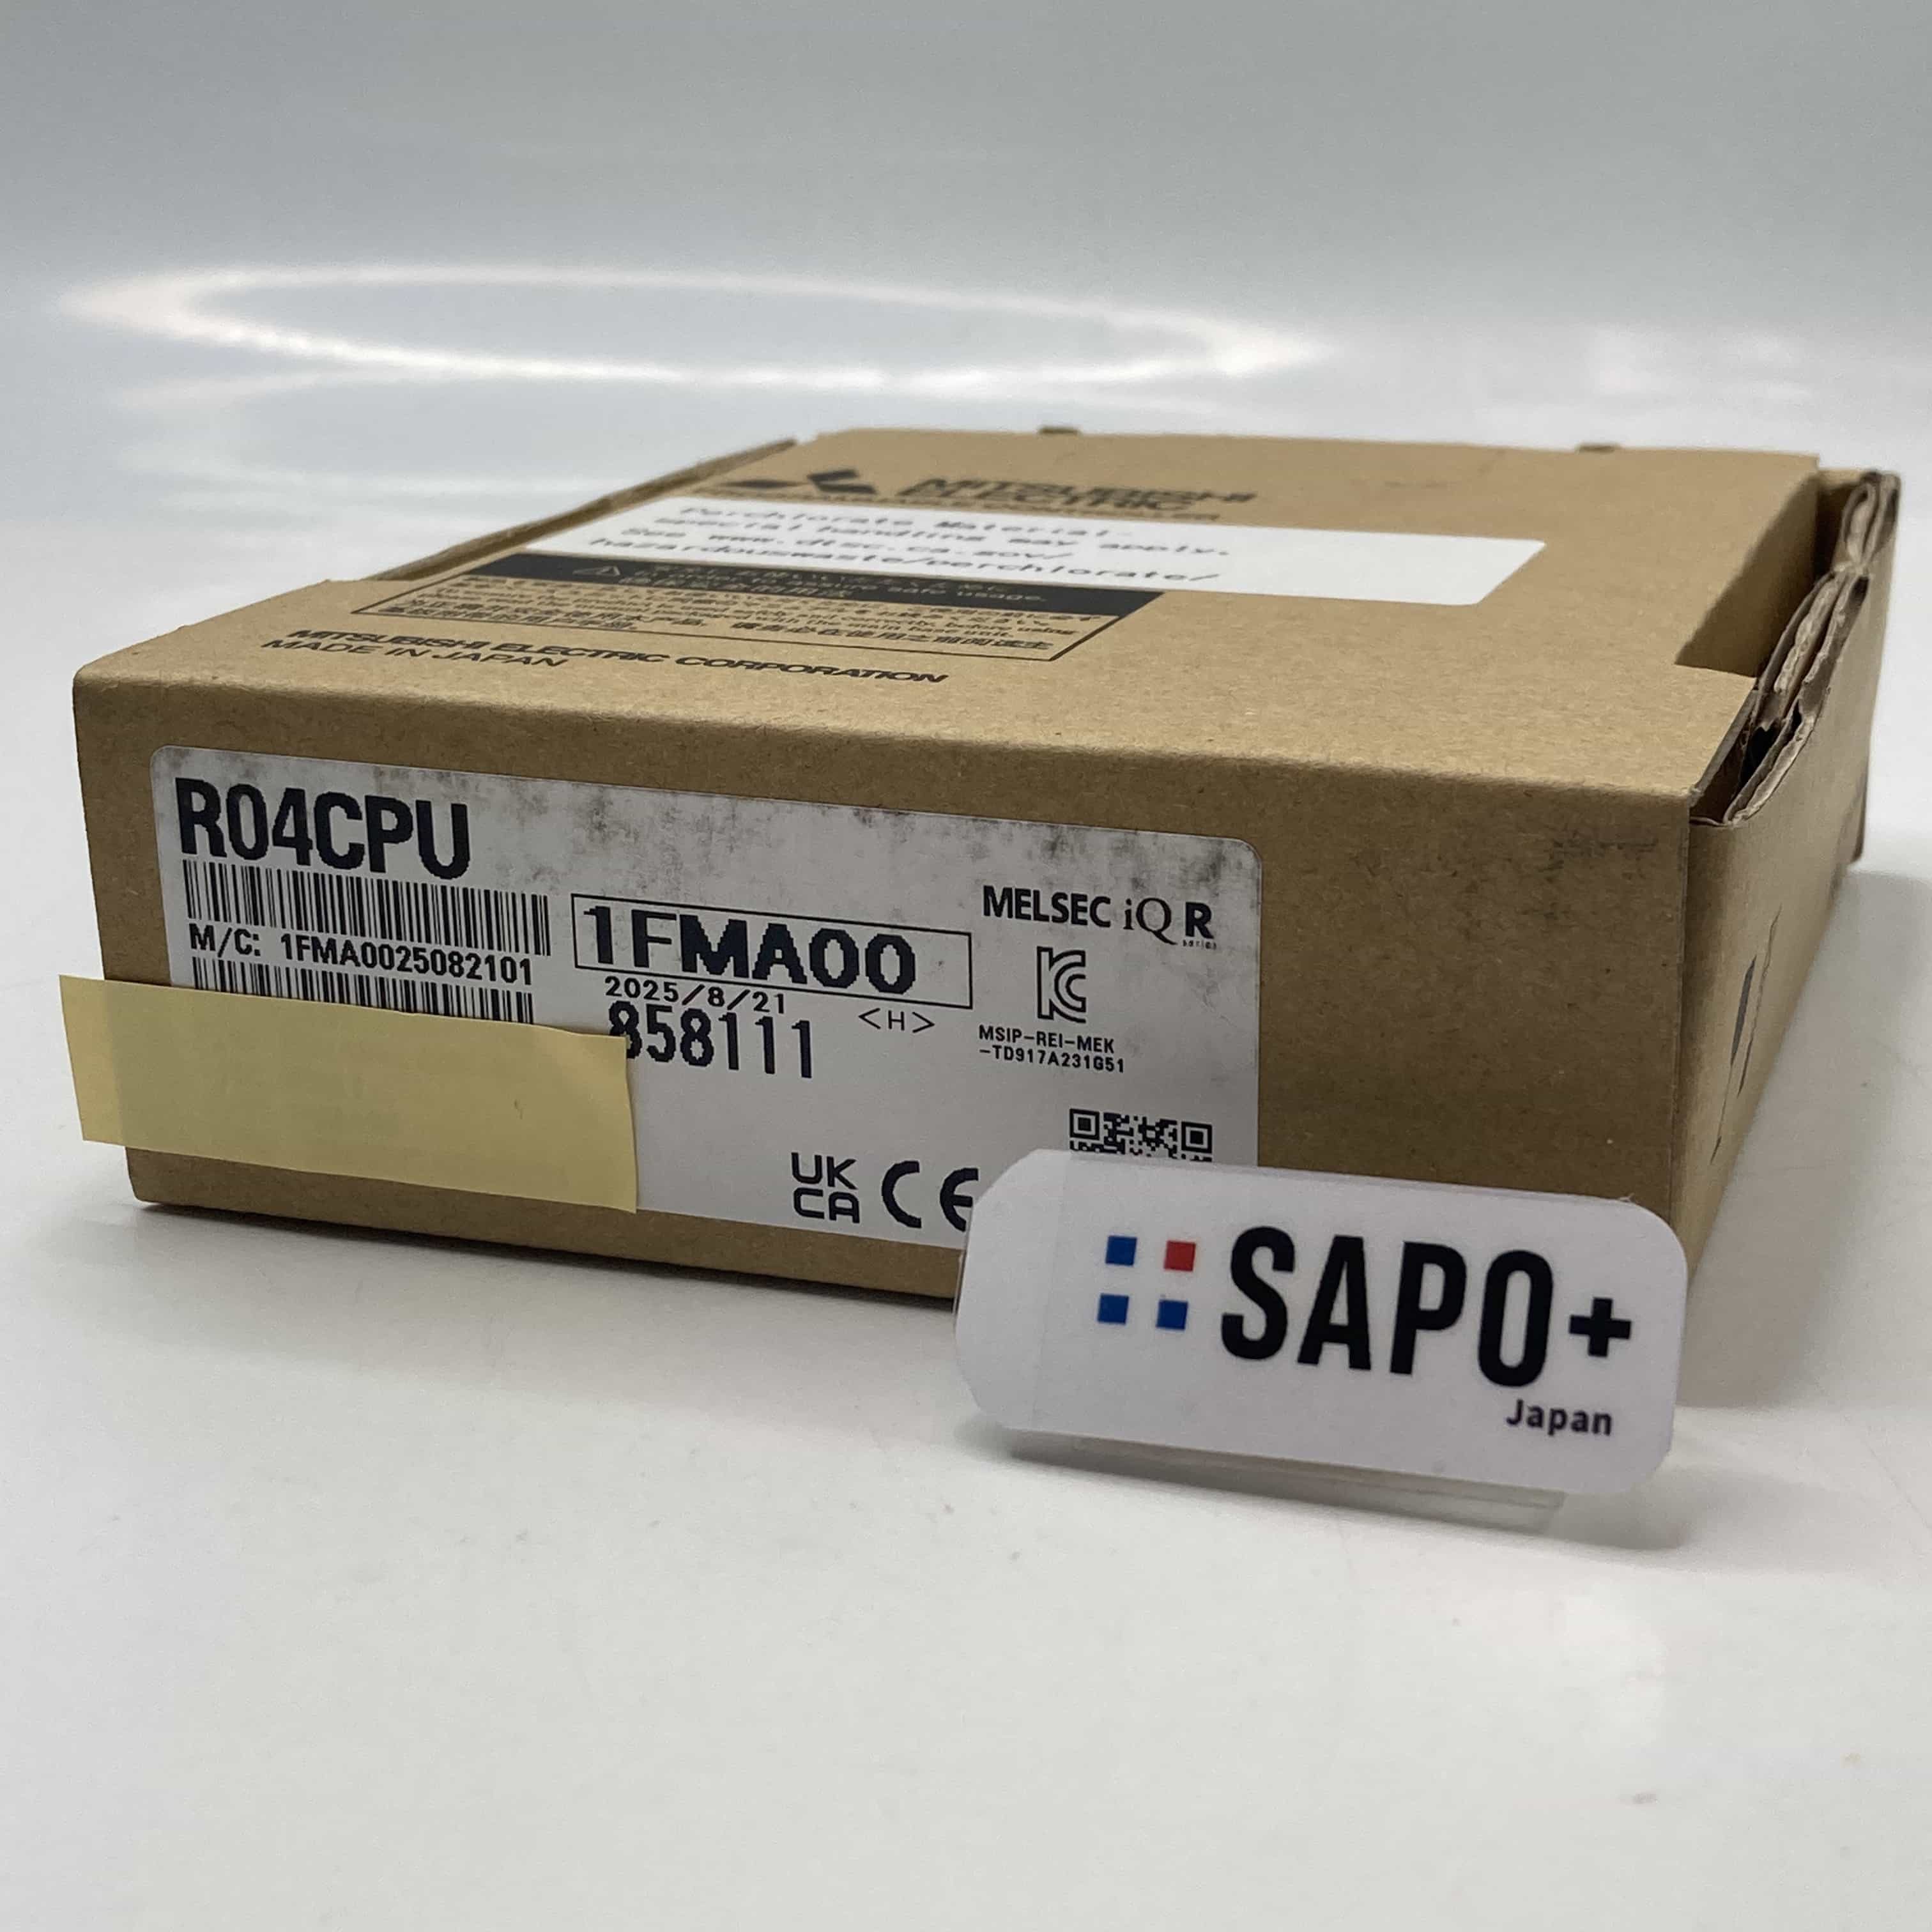 MITSUBISHI
ELECTRIC
Perchlorate Material-
special handling may apply.
See www.dtsc.ca.gov/
hazardouswaste/perchlorate/
MITSUBISHI ELECTRIC CORPORATION
MADE IN JAPAN
R04CPU
M/C: 1FMA0025082101
1FMA00
2025/8/21
<H>
858111
MELSEC iQ R
series
MSIP-REI-MEK
-TD917A231G51
UK
CA CE
SAPO+
Japan